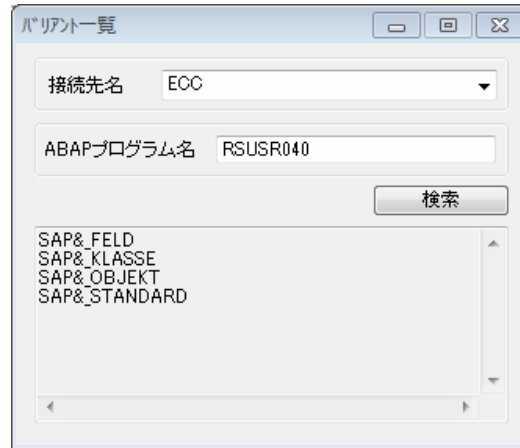 ﾊﾞﾘｱﾝﾄ一覧
接続先名 ECC
ABAPプログラム名 RSUSR040
検索
SAP&_FELD
SAP&_KLASSE
SAP&_OBJEKT
SAP&_STANDARD